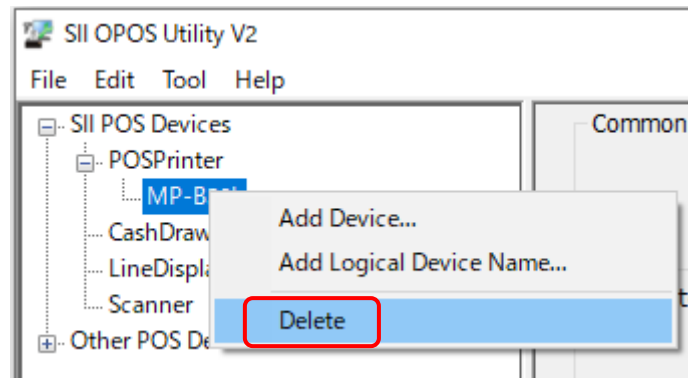 SII OPOS Utility V2
File Edit Tool Help
SII POS Devices
Common
POSPrinter
Add Device...
Add Logical Device Name...
Scanner
Delete
Other POS